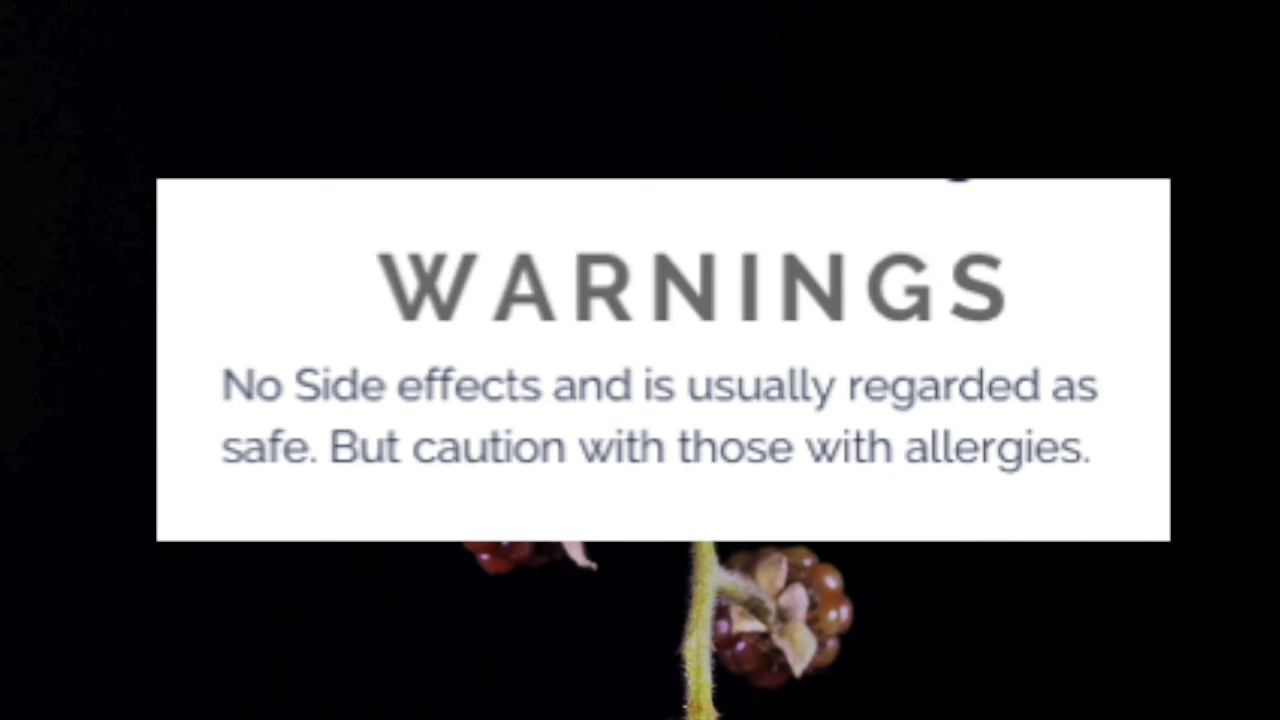 WARNINGS
No Side effects and is usually regarded as
safe. But caution with those with allergies.